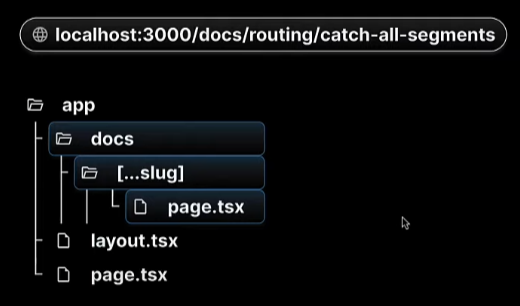 localhost:3000/docs/routing/catch-all-segments
app
docs
[...slug]
page.tsx
layout.tsx
page.tsx